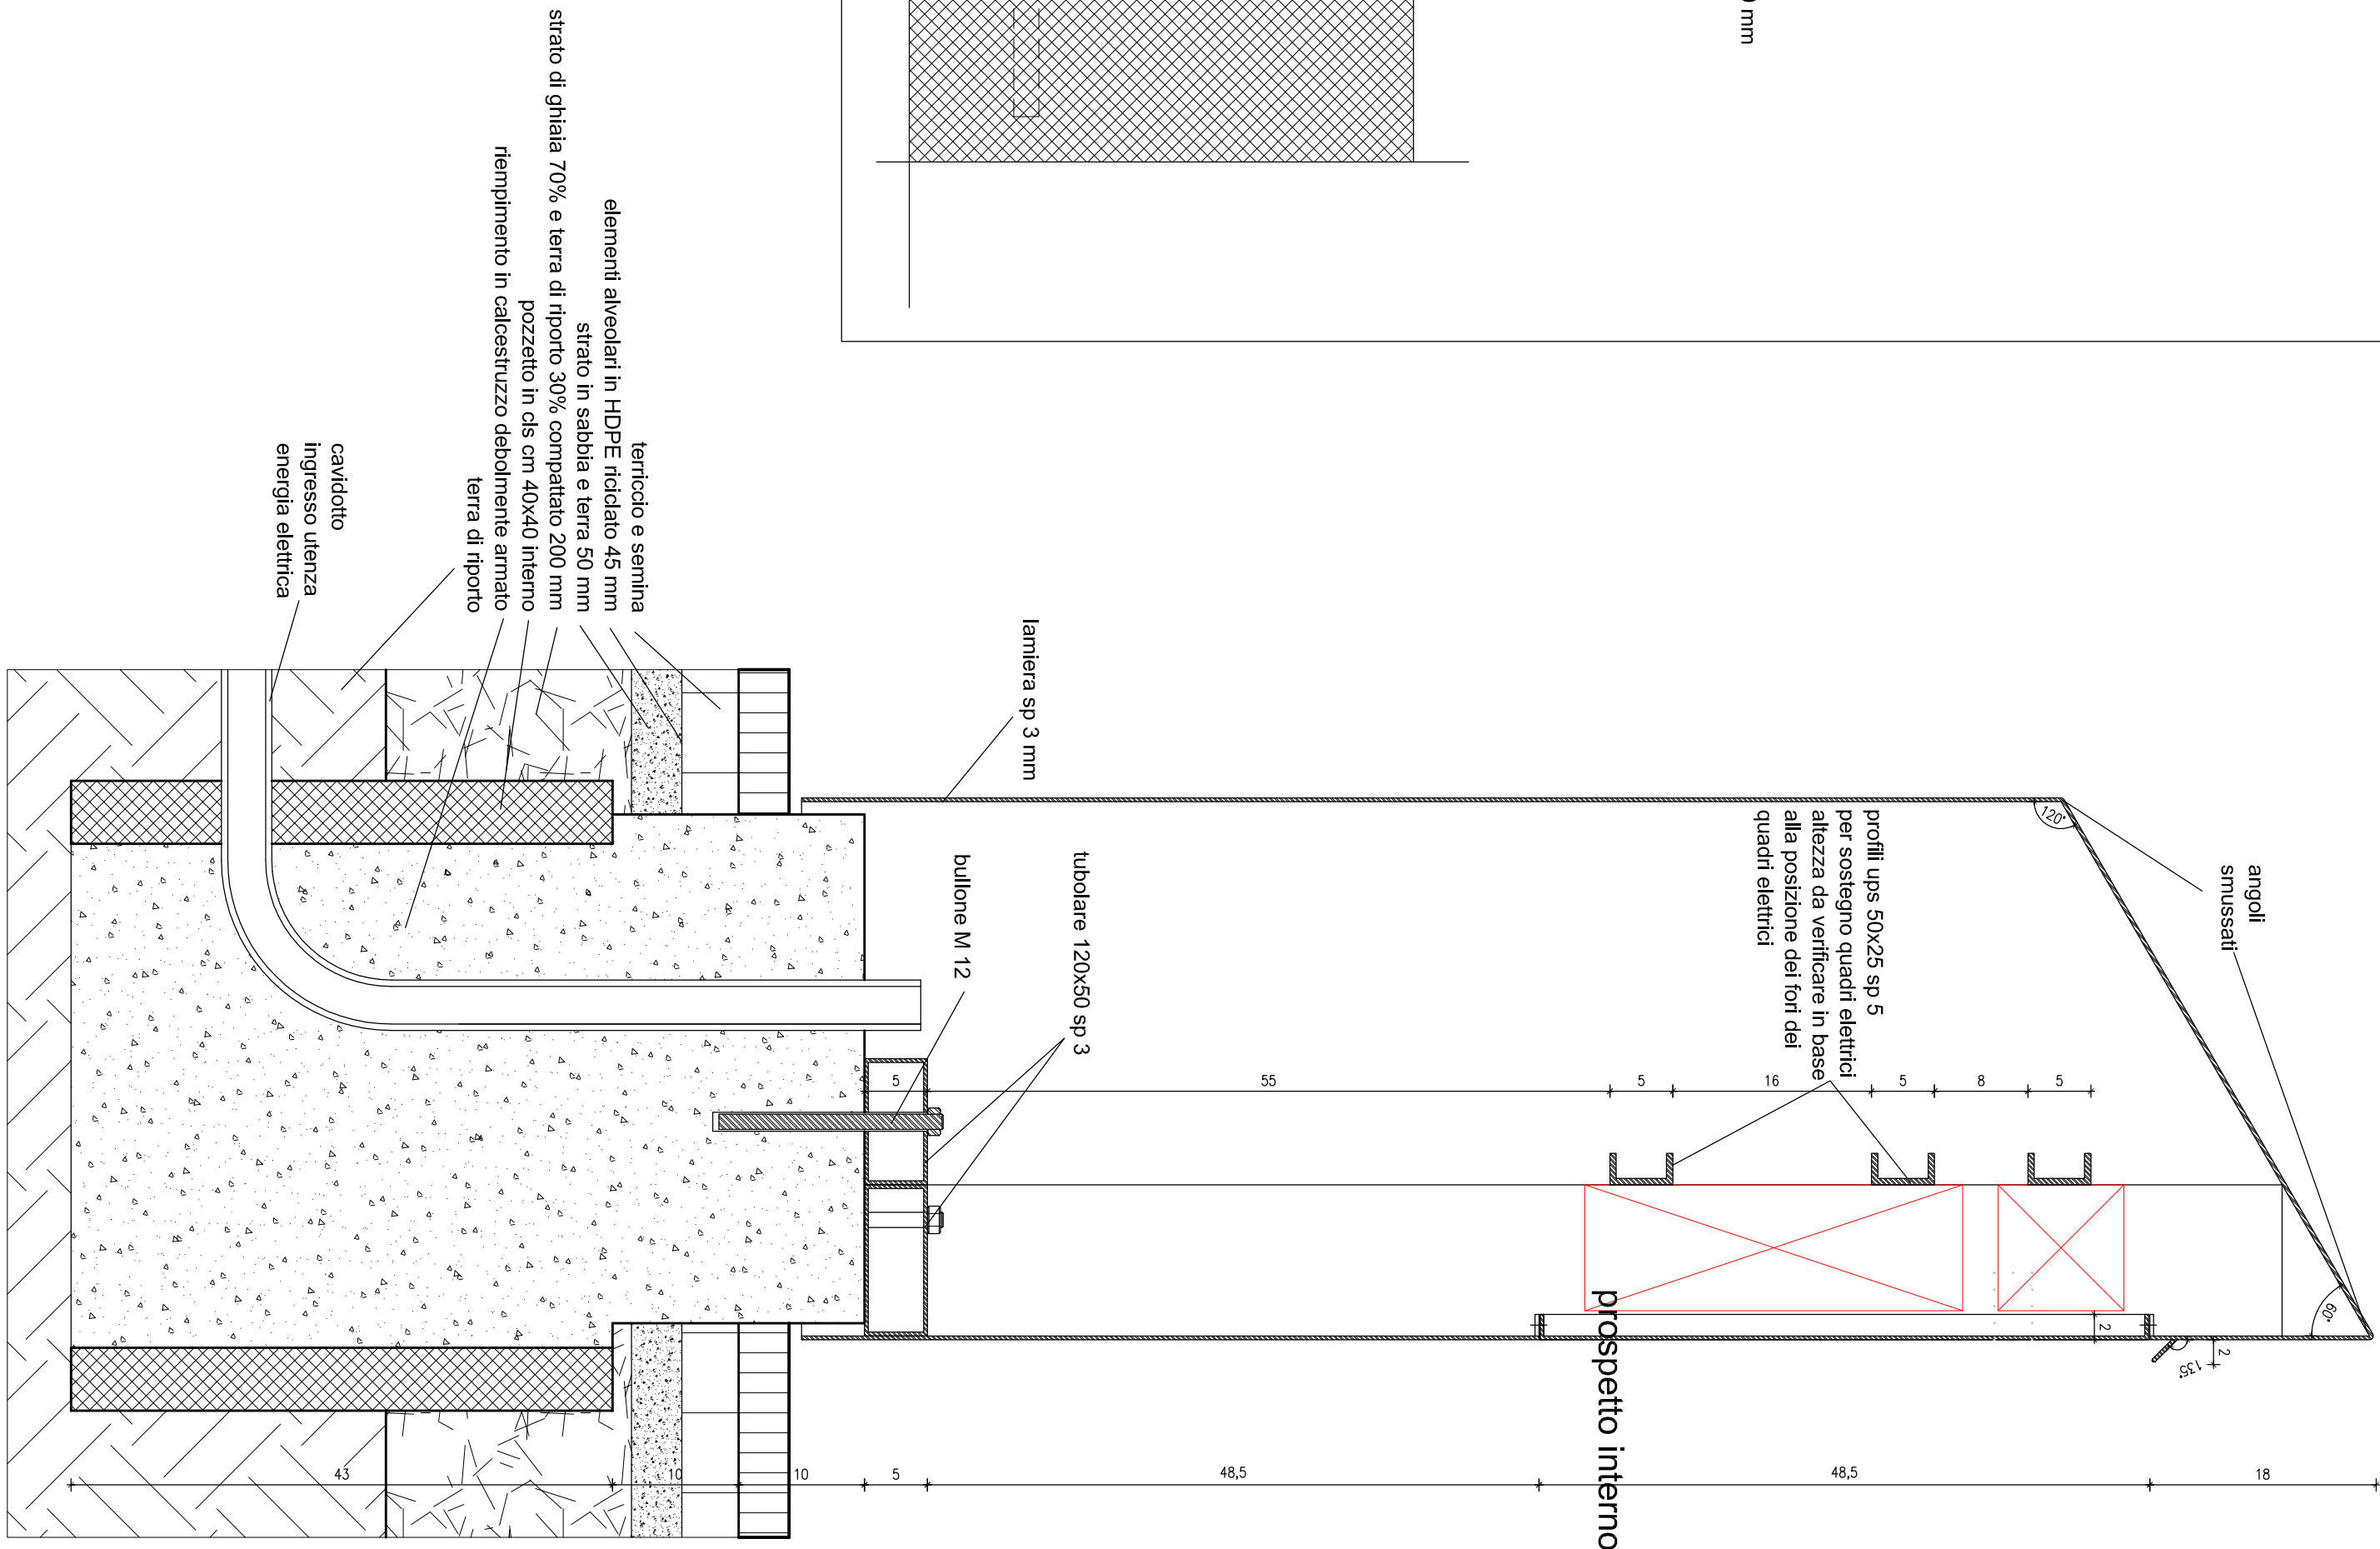 angoli
smussati
120°
60°
135°
2
2
profili ups 50x25 sp 5
per sostegno quadri elettrici
altezza da verificare in base
alla posizione dei fori dei
quadri elettrici
5
55
5
16
5
8
5
tubolare 120x50 sp 3
lamiera sp 3 mm
bullone M 12
terriccio e semina
elementi alveolari in HDPE riciclato 45 mm
strato in sabbia e terra 50 mm
strato di ghiaia 70% e terra di riporto 30% compattato 200 mm
pozzetto in cls cm 40x40 interno
riempimento in calcestruzzo debolmente armato
terra di riporto
cavidotto
ingresso utenza
energia elettrica
43
10
10
5
48,5
48,5
18
prospetto interno
mm